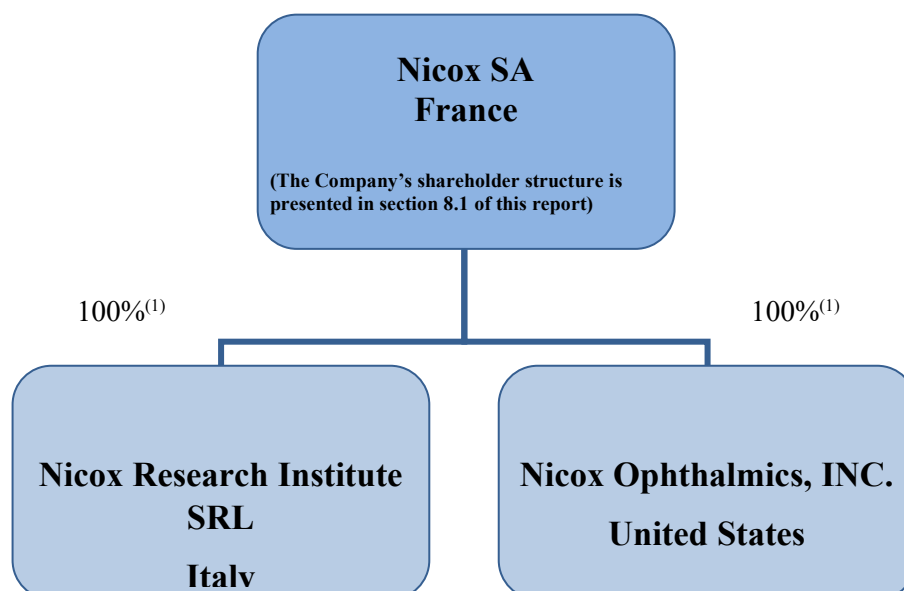 Nicox SA
France
(The Company's shareholder structure is
presented in section 8.1 of this report)
100%(1)
100%(1)
Nicox Research Institute
SRL
Italy
Nicox Ophthalmics, INC.
United States